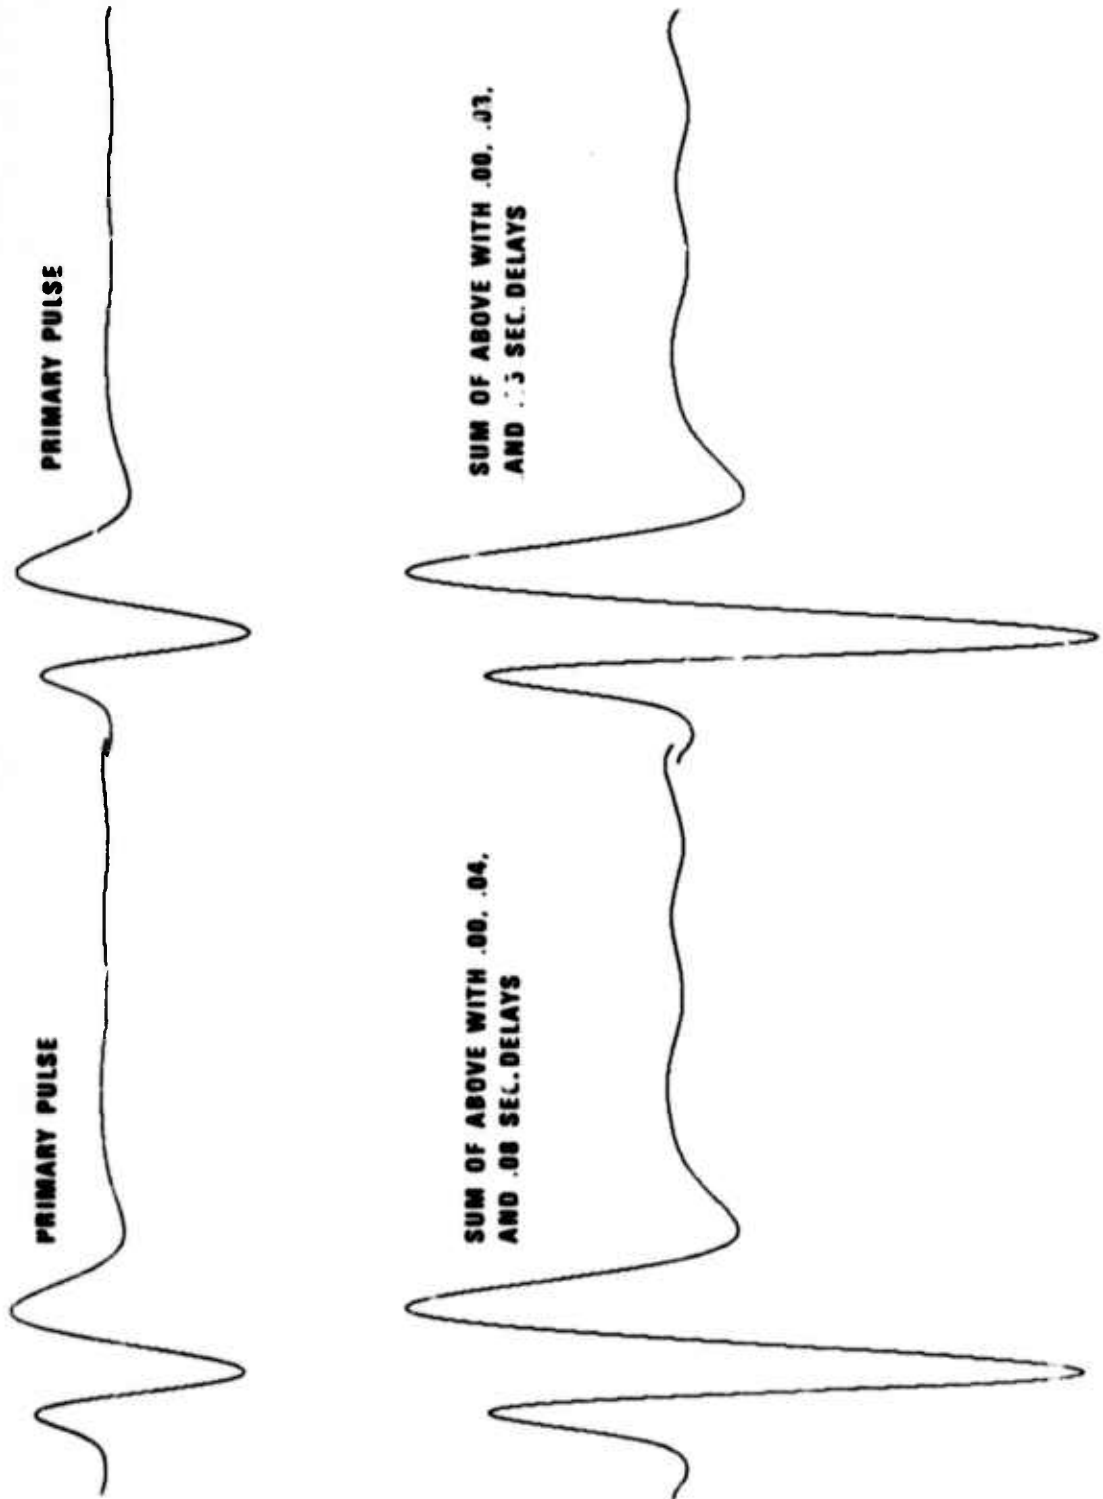 PRIMARY PULSE
PRIMARY PULSE
SUM OF ABOVE WITH .00, .04,
AND .08 SEC. DELAYS
SUM OF ABOVE WITH .00, .03,
AND SEC. DELAYS